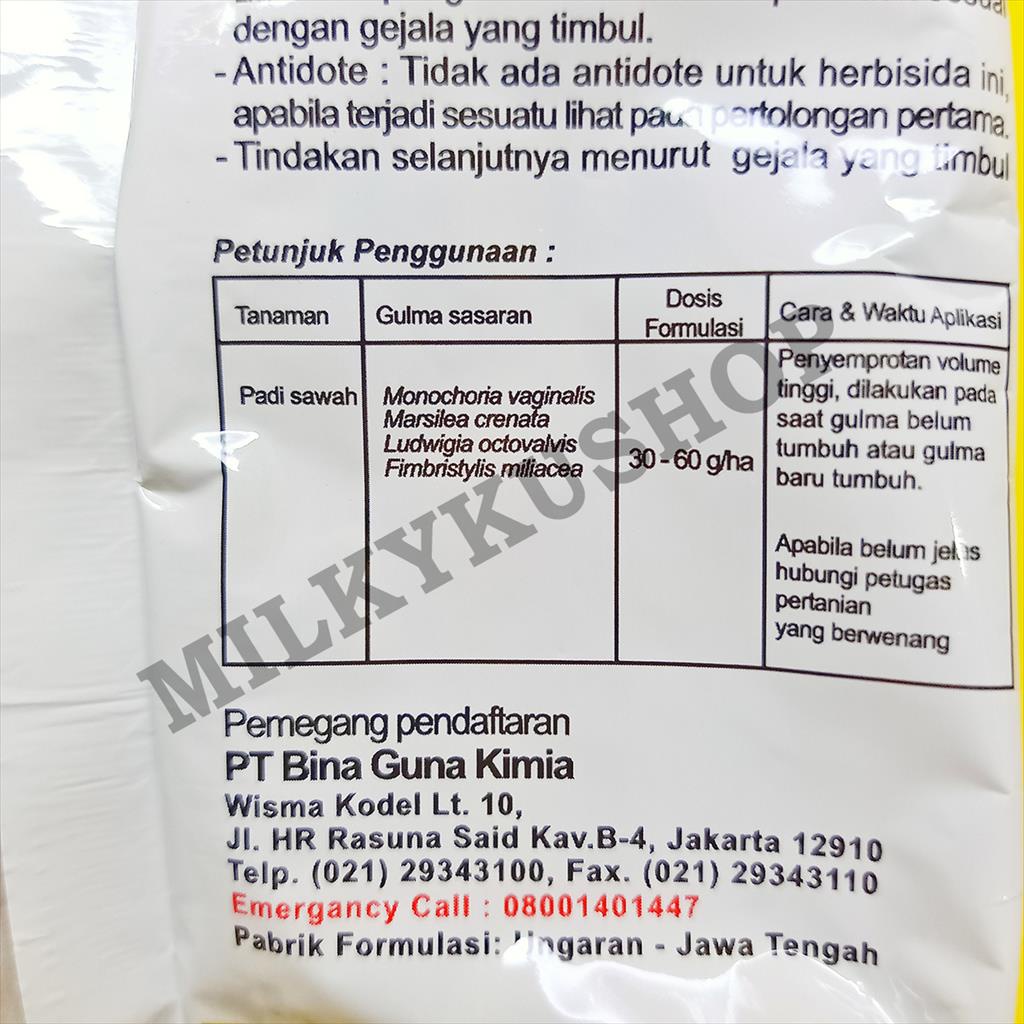 dengan gejala yang timbul.
- Antidote : Tidak ada antidote untuk herbisida ini,
apabila terjadi sesuatu lihat pada pertolongan pertama.
- Tindakan selanjutnya menurut gejala yang timbul
Petunjuk Penggunaan :
Tanaman
Gulma sasaran
Dosis
Formulasi
Cara & Waktu Aplikasi
Padi sawah
Monochoria vaginalis
Marsilea crenata
Ludwigia octovalvis
Fimbristylis miliacea
30 - 60 g/ha
Penyemprotan volume
tinggi, dilakukan pada
saat gulma belum
tumbuh atau gulma
baru tumbuh.
Apabila belum jelas
hubungi petugas
pertanian
yang berwenang
MILKYKUSHOP
Pemegang pendaftaran
PT Bina Guna Kimia
Wisma Kodel Lt. 10,
Jl. HR Rasuna Said Kav.B-4, Jakarta 12910
Telp. (021) 29343100, Fax. (021) 29343110
Emergancy Call : 08001401447
Pabrik Formulasi: Ungaran - Jawa Tengah